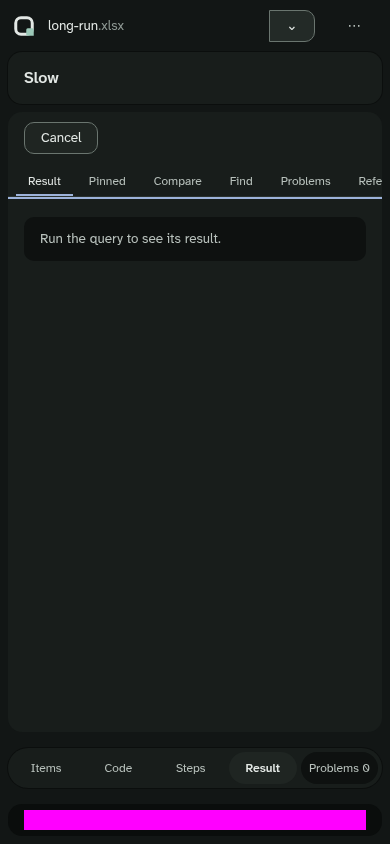 long-run.xlsx
Slow
Cancel
Result Pinned Compare Find Problems Refe
Run the query to see its result.
Items Code Steps Result Problems 0